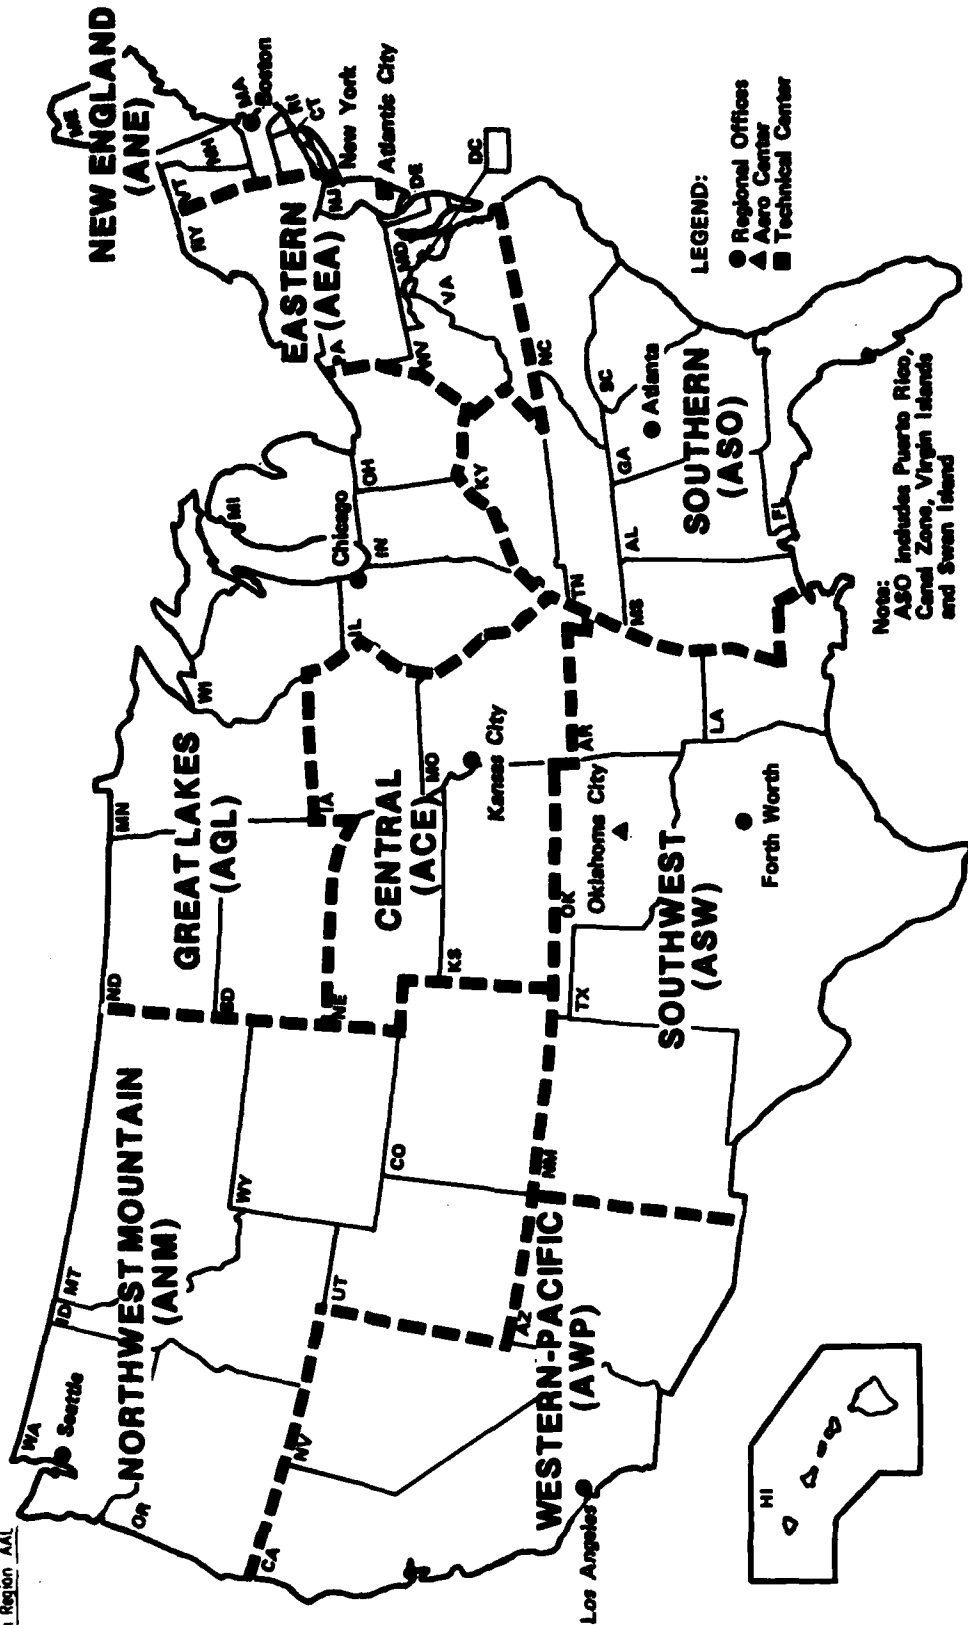 Region AAL
WA
Seattle
ID
MT
OR
NORTHWEST MOUNTAIN
(ANM)
WY
ND
SD
MN
GREAT LAKES
(AGL)
WI
MI
Chicago
IL
IN
OH
NEW ENGLAND
(ANE)
ME
VT
NH
MA
Boston
RI
CT
NY
New York
EASTERN
(AEA)
PA
NJ
Atlantic City
DE
MD
DC
WV
VA
CA
NV
UT
CO
NE
IA
CENTRAL
(ACE)
KS
MO
Kansas City
KY
NC
TN
WESTERN-PACIFIC
(AWP)
AZ
Los Angeles
NM
TX
OK
Oklahoma City
AR
SOUTHWEST
(ASW)
Forth Worth
LA
MS
AL
GA
SC
Atlanta
SOUTHERN
(ASO)
FL
HI
LEGEND:
Regional Offices
Aero Center
Technical Center
Note:
ASO includes Puerto Rico,
Canal Zone, Virgin Islands
and Swan Island